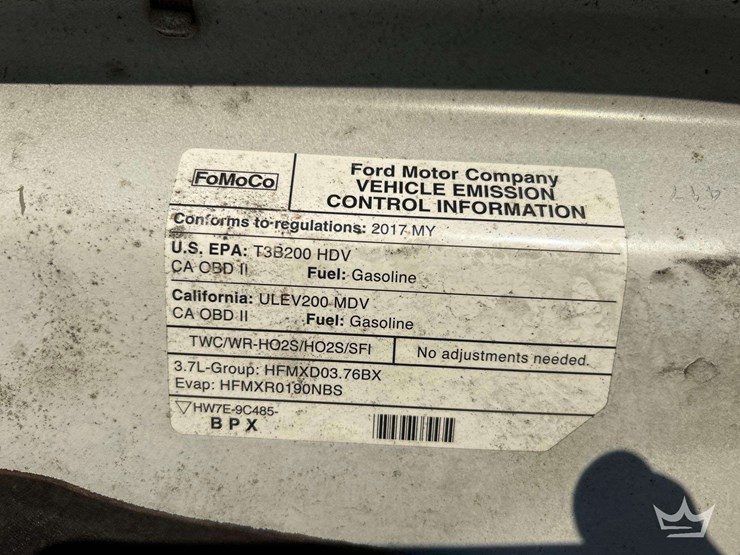 FoMoCo
Ford Motor Company
VEHICLE EMISSION
CONTROL INFORMATION
Conforms to regulations: 2017 MY
U.S. EPA: T3B200 HDV
CA OBD II Fuel: Gasoline
California: ULEV200 MDV
CA OBD II Fuel: Gasoline
TWC/WR-HO2S/HO2S/SFI No adjustments needed.
3.7L-Group: HFMXD03.76BX
Evap: HFMXR0190NBS
HW7E-9C485-
BPX